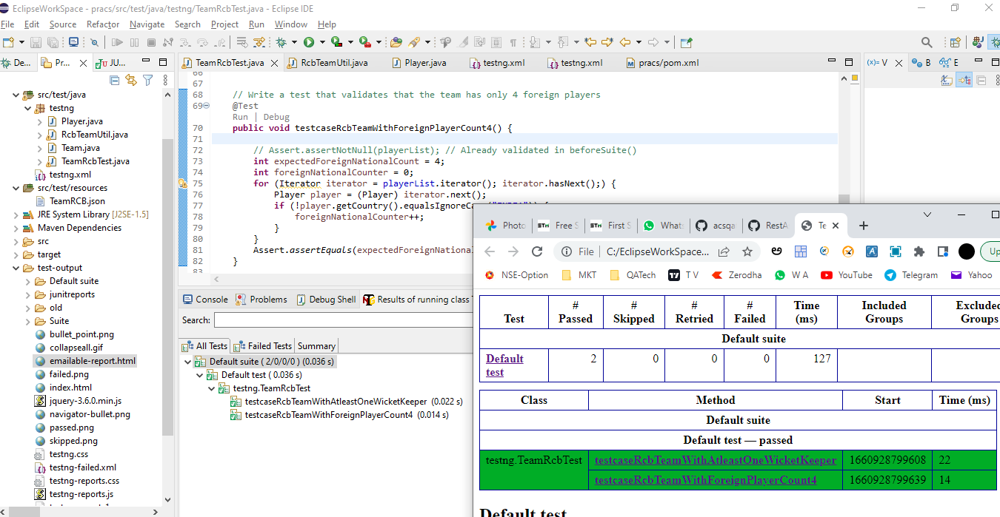 EclipseWorkSpace - pracs/src/test/java/testng/TeamRcbTest.java - Eclipse IDE
File Edit Source Refactor Navigate Search Project Run Window Help
De... Pr... JU...
TeamRcbTest.java RcbTeamUtil.java Player.java testng.xml testng.xml pracs/pom.xml
(x)= V B E
src/test/java
testng
Player.java
RcbTeamUtil.java
Team.java
TeamRcbTest.java
testng.xml
src/test/resources
TeamRCB.json
JRE System Library [J2SE-1.5]
Maven Dependencies
src
target
test-output
Default suite
junitreports
old
Suite
bullet_point.png
collapseall.gif
emailable-report.html
failed.png
index.html
jquery-3.6.0.min.js
navigator-bullet.png
passed.png
skipped.png
testng.css
testng-failed.xml
testng-reports.css
testng-reports.js
66
67
68 // Write a test that validates that the team has only 4 foreign players
69 @Test
Run | Debug
70 public void testcaseRcbTeamWithForeignPlayerCount4() {
71
72 // Assert.assertNotNull(playerList); // Already validated in beforeSuite()
73 int expectedForeignNationalCount = 4;
74 int foreignNationalCounter = 0;
75 for (Iterator iterator = playerList.iterator(); iterator.hasNext();) {
76 Player player = (Player) iterator.next();
77 if (!player.getCountry().equalsIgnoreCa
78 foreignNationalCounter++;
79 }
80 }
81 Assert.assertEquals(expectedForeignNationa
82 }
83
Console Problems Debug Shell Results of running class
Search:
All Tests Failed Tests Summary
Default suite ( 2/0/0/0 ) (0.036 s)
Default test ( 0.036 s)
testng.TeamRcbTest
testcaseRcbTeamWithAtleastOneWicketKeeper (0.022 s)
testcaseRcbTeamWithForeignPlayerCount4 (0.014 s)
Photo Free S First S What acsqa RestA Te
File C:/EclipseWorkSpace... Up
NSE-Option MKT QATech T V Zerodha W A YouTube Telegram Yahoo
Test # Passed # Skipped # Retried # Failed Time (ms) Included Groups Excluded Groups
Default suite
Default test 2 0 0 0 127
Class Method Start Time (ms)
Default suite
Default test — passed
testng.TeamRcbTest testcaseRcbTeamWithAtleastOneWicketKeeper 1660928799608 22
testcaseRcbTeamWithForeignPlayerCount4 1660928799639 14
Default test